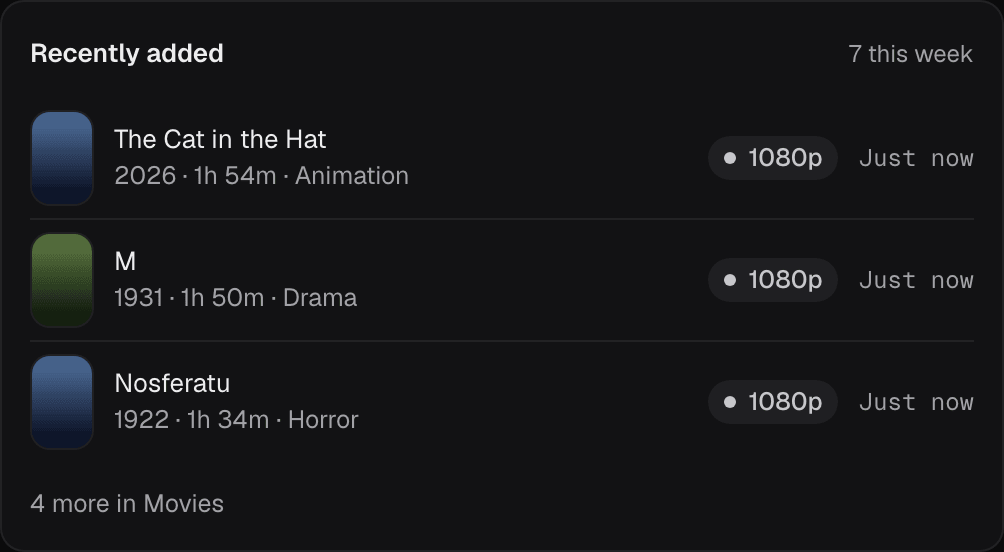 Recently added
7 this week
The Cat in the Hat
2026 · 1h 54m · Animation
1080p
Just now
M
1931 · 1h 50m · Drama
1080p
Just now
Nosferatu
1922 · 1h 34m · Horror
1080p
Just now
4 more in Movies